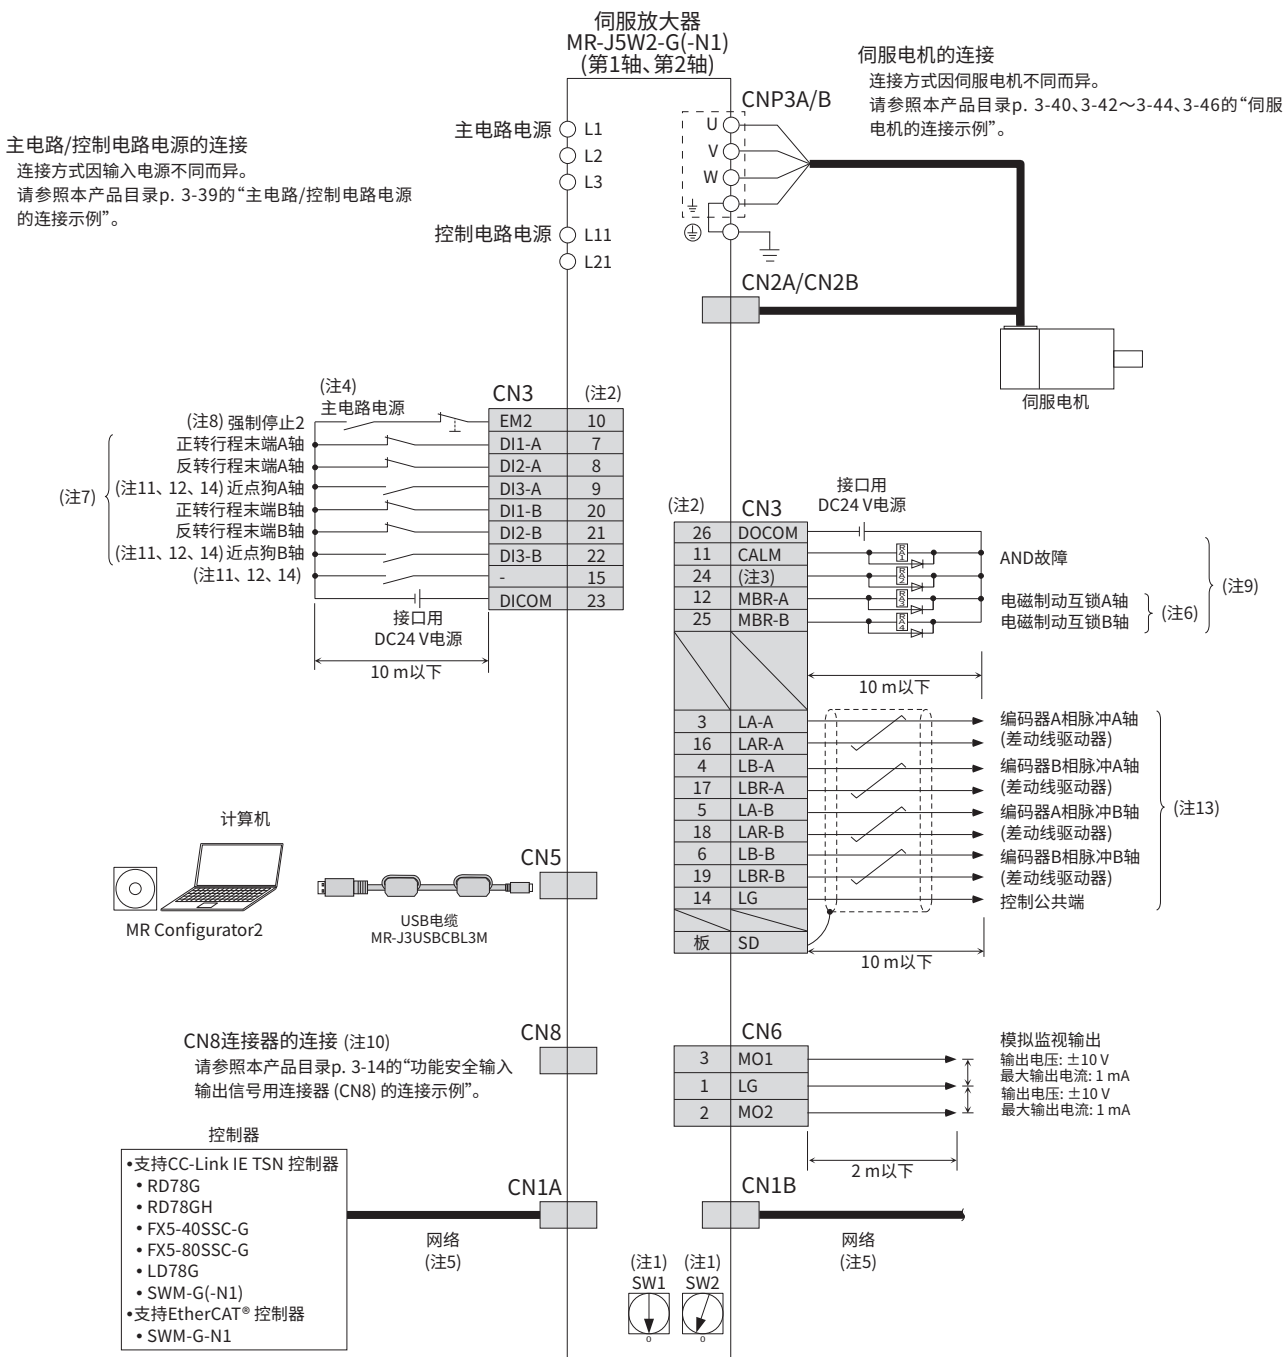 伺服放大器
MR-J5W2-G(-N1)
(第1轴、第2轴)
伺服电机的连接
连接方式因伺服电机不同而异。
请参照本产品目录p. 3-40、3-42～3-44、3-46的“伺服
电机的连接示例”。
主电路/控制电路电源的连接
连接方式因输入电源不同而异。
请参照本产品目录p. 3-39的“主电路/控制电路电源
的连接示例”。
主电路电源
L1
L2
L3
控制电路电源
L11
L21
CNP3A/B
U
V
W
CN2A/CN2B
伺服电机
(注4)
主电路电源
CN3
(注2)
(注8) 强制停止2
EM2
10
正转行程末端A轴
DI1-A
7
反转行程末端A轴
DI2-A
8
(注7)
(注11、12、14) 近点狗A轴
DI3-A
9
正转行程末端B轴
DI1-B
20
反转行程末端B轴
DI2-B
21
(注11、12、14) 近点狗B轴
DI3-B
22
(注11、12、14)
-
15
DICOM
23
接口用
DC24 V电源
10 m以下
(注2)
CN3
接口用
DC24 V电源
26
DOCOM
11
CALM
RA1
AND故障
24
(注3)
RA2
12
MBR-A
RA3
电磁制动互锁A轴
25
MBR-B
RA4
电磁制动互锁B轴
(注6)
(注9)
10 m以下
3
LA-A
编码器A相脉冲A轴
16
LAR-A
(差动线驱动器)
4
LB-A
编码器B相脉冲A轴
17
LBR-A
(差动线驱动器)
5
LA-B
编码器A相脉冲B轴
18
LAR-B
(差动线驱动器)
6
LB-B
编码器B相脉冲B轴
19
LBR-B
(差动线驱动器)
14
LG
控制公共端
(注13)
板
SD
10 m以下
计算机
MR Configurator2
USB电缆
MR-J3USBCBL3M
CN5
CN8连接器的连接 (注10)
请参照本产品目录p. 3-14的“功能安全输入
输出信号用连接器 (CN8) 的连接示例”。
CN8
CN6
3
MO1
1
LG
2
MO2
模拟监视输出
输出电压: ±10 V
最大输出电流: 1 mA
输出电压: ±10 V
最大输出电流: 1 mA
2 m以下
控制器
•支持CC-Link IE TSN 控制器
• RD78G
• RD78GH
• FX5-40SSC-G
• FX5-80SSC-G
• LD78G
• SWM-G(-N1)
•支持EtherCAT® 控制器
• SWM-G-N1
CN1A
网络
(注5)
CN1B
网络
(注5)
(注1)
SW1
0
(注1)
SW2
0